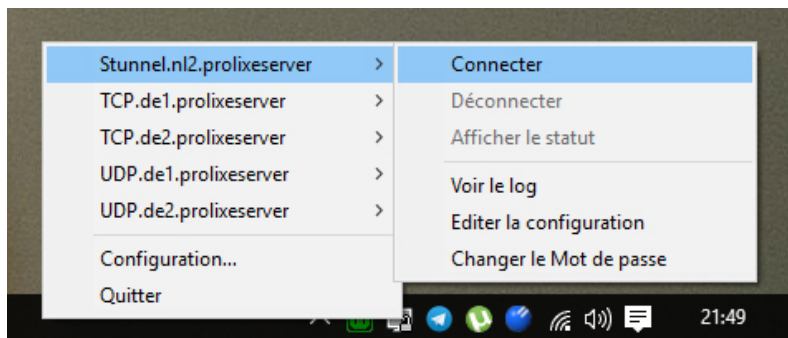 Stunnel.nl2.prolixeserver
TCP.de1.prolixeserver
TCP.de2.prolixeserver
UDP.de1.prolixeserver
UDP.de2.prolixeserver
Configuration...
Quitter
Connecter
Déconnecter
Afficher le statut
Voir le log
Editer la configuration
Changer le Mot de passe
21:49